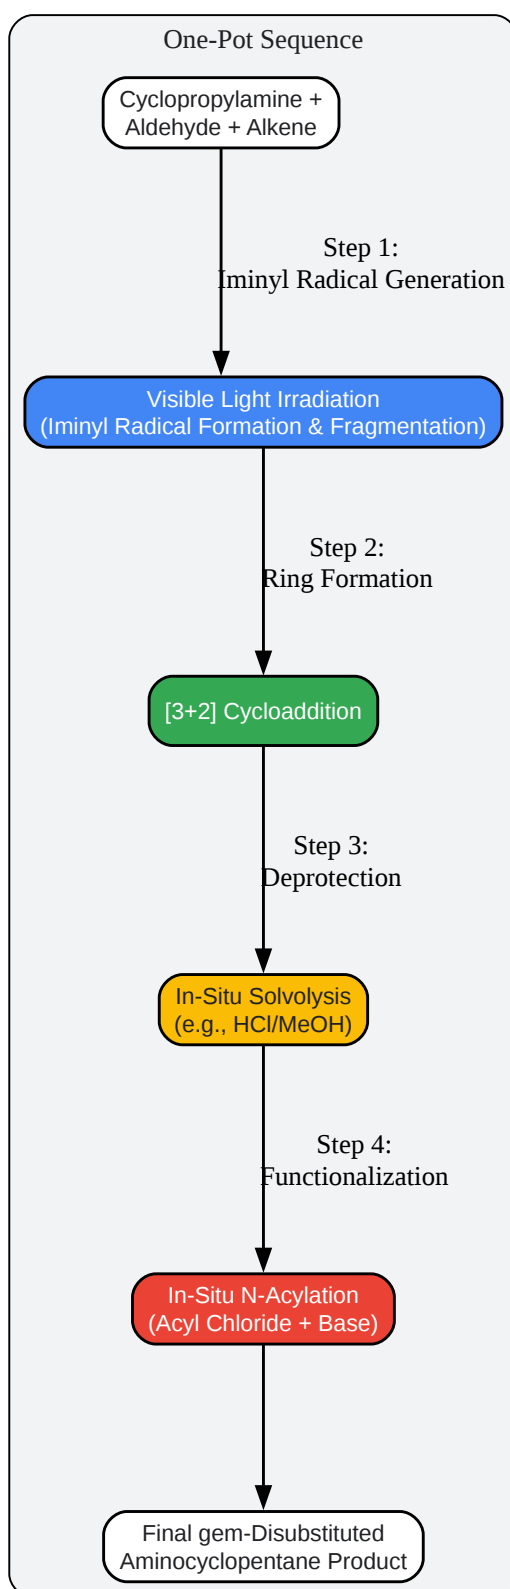 One-Pot Sequence
Cyclopropylamine +
Aldehyde + Alkene
Step 1:
Iminyl Radical Generation
Visible Light Irradiation
(Iminyl Radical Formation & Fragmentation)
Step 2:
Ring Formation
[3+2] Cycloaddition
Step 3:
Deprotection
In-Situ Solvolysis
(e.g., HCl/MeOH)
Step 4:
Functionalization
In-Situ N-Acylation
(Acyl Chloride + Base)
Final gem-Disubstituted
Aminocyclopentane Product